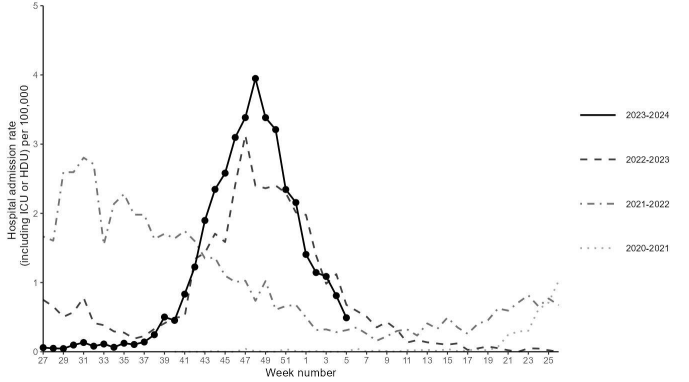 Hospital admission rate
(including ICU or HDU) per 100,000
5
4
3
2
1
0
27 29 31 33 35 37 39 41 43 45 47 49 51 1 3 5 7 9 11 13 15 17 19 21 23 25
Week number
2023-2024
2022-2023
2021-2022
2020-2021